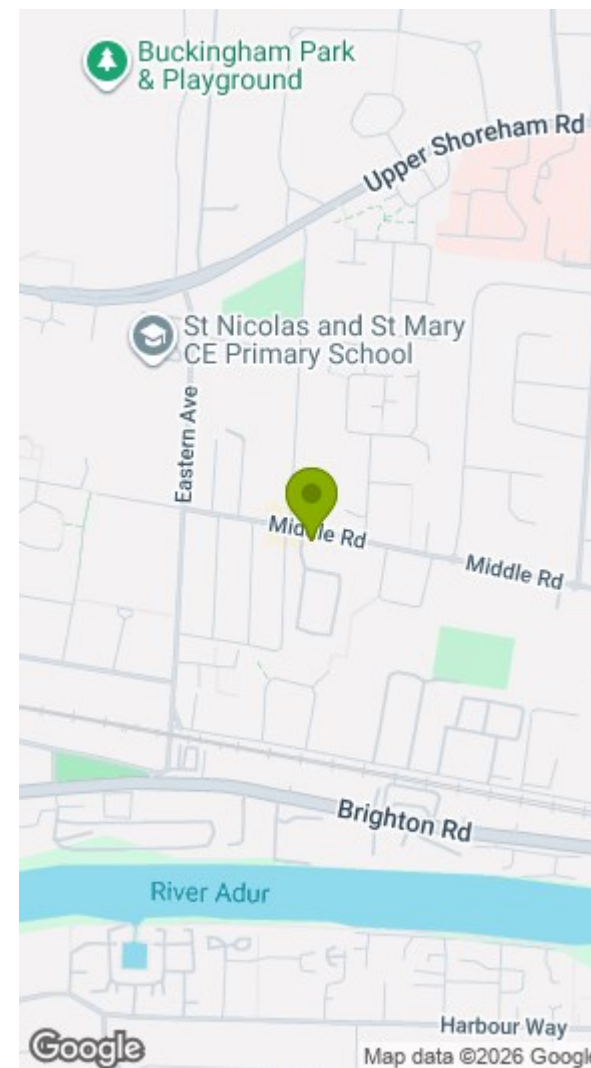 Buckingham Park
& Playground
Upper Shoreham Rd
St Nicolas and St Mary
CE Primary School
Eastern Ave
Middle Rd
Middle Rd
Brighton Rd
River Adur
Harbour Way
Google
Map data ©2026 Google